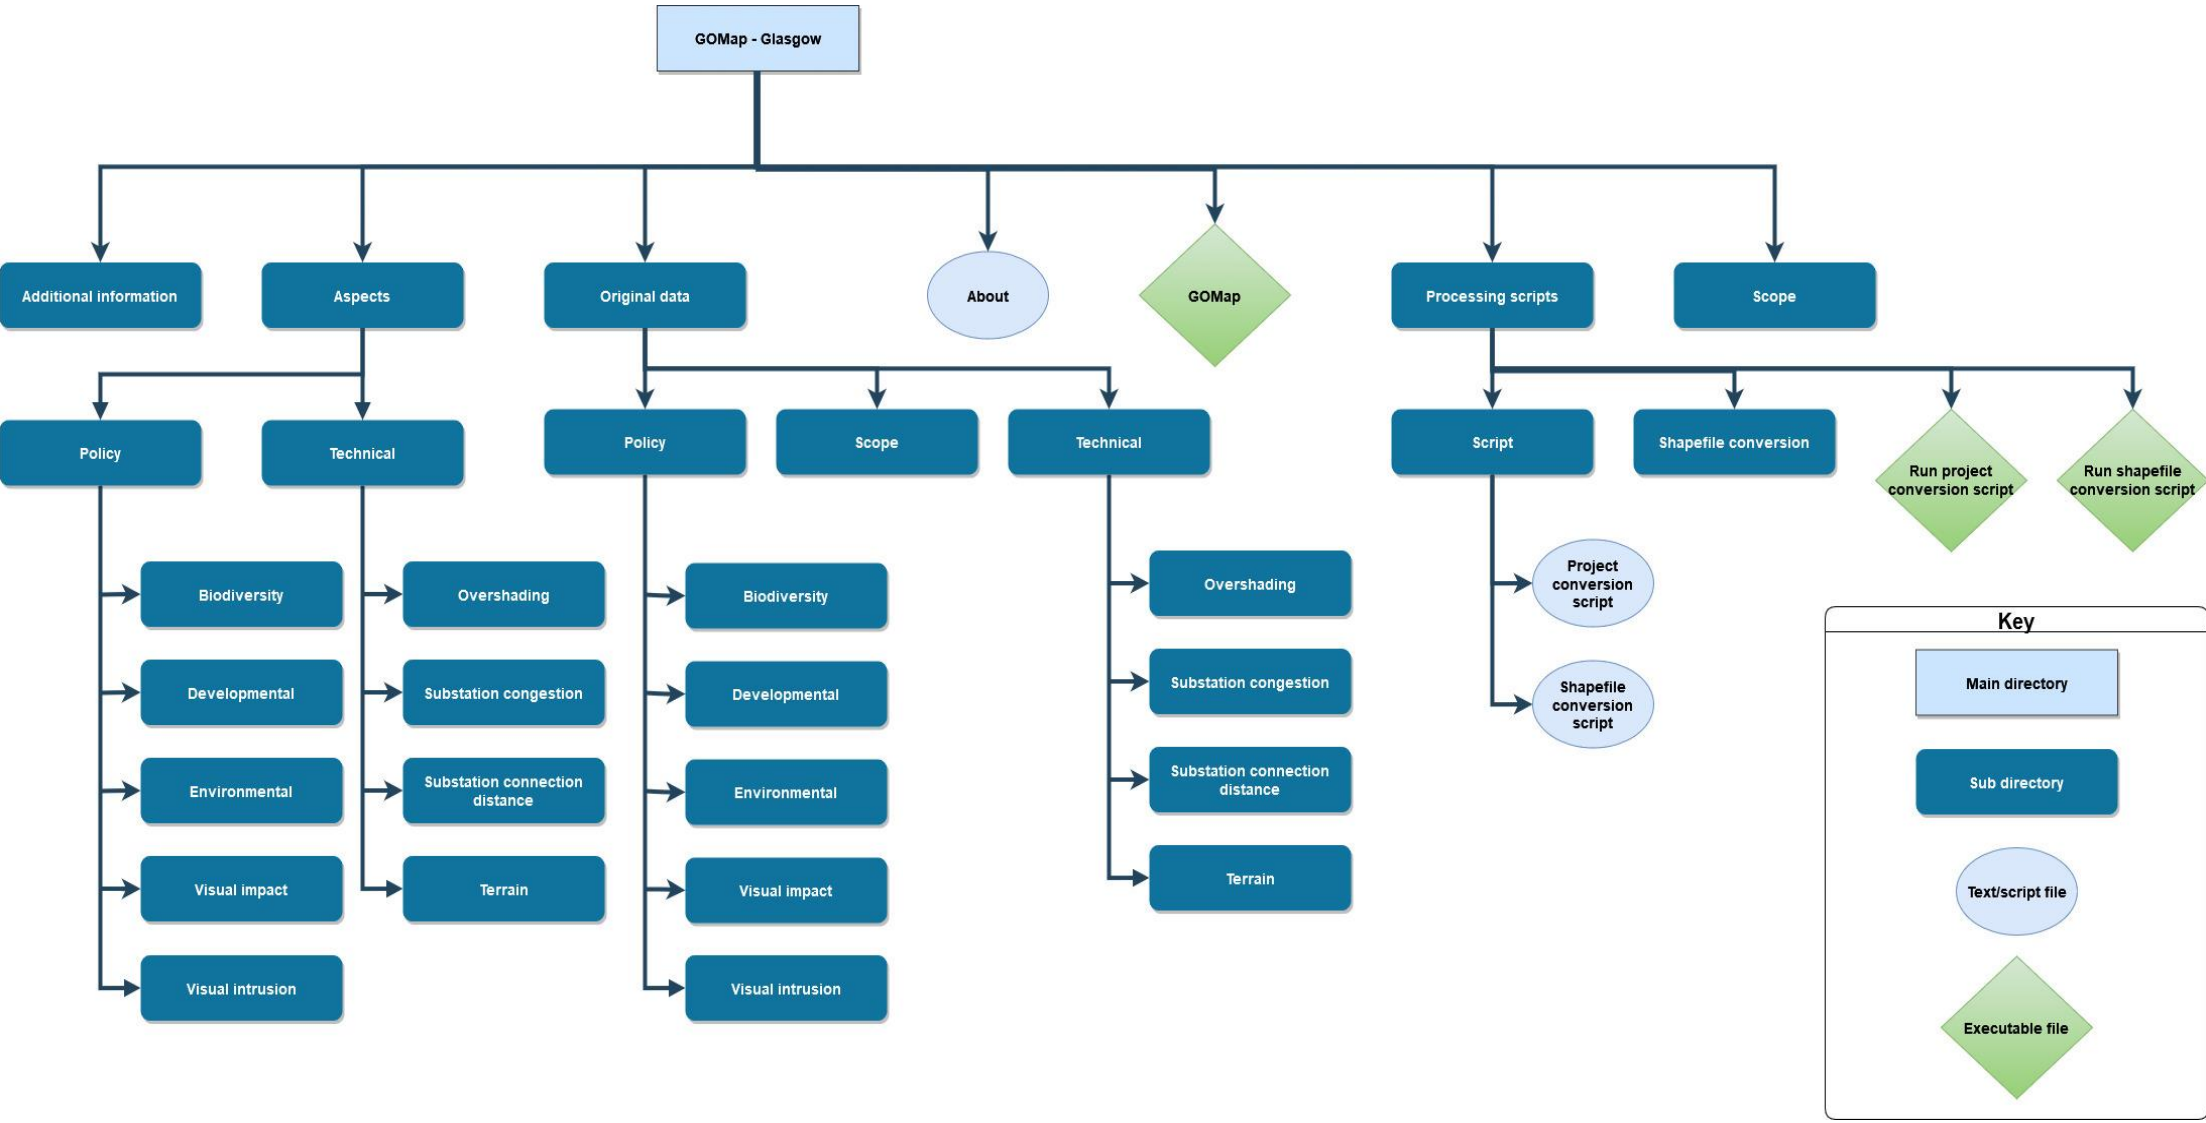 GOMap - Glasgow
Additional information
Aspects
Original data
About
GOMap
Processing scripts
Scope
Policy
Technical
Policy
Scope
Technical
Script
Shapefile conversion
Run project
conversion script
Run shapefile
conversion script
Biodiversity
Developmental
Environmental
Visual impact
Visual intrusion
Overshading
Substation congestion
Substation connection
distance
Terrain
Biodiversity
Developmental
Environmental
Visual impact
Visual intrusion
Overshading
Substation congestion
Substation connection
distance
Terrain
Project
conversion
script
Shapefile
conversion
script
Key
Main directory
Sub directory
Text/script file
Executable file